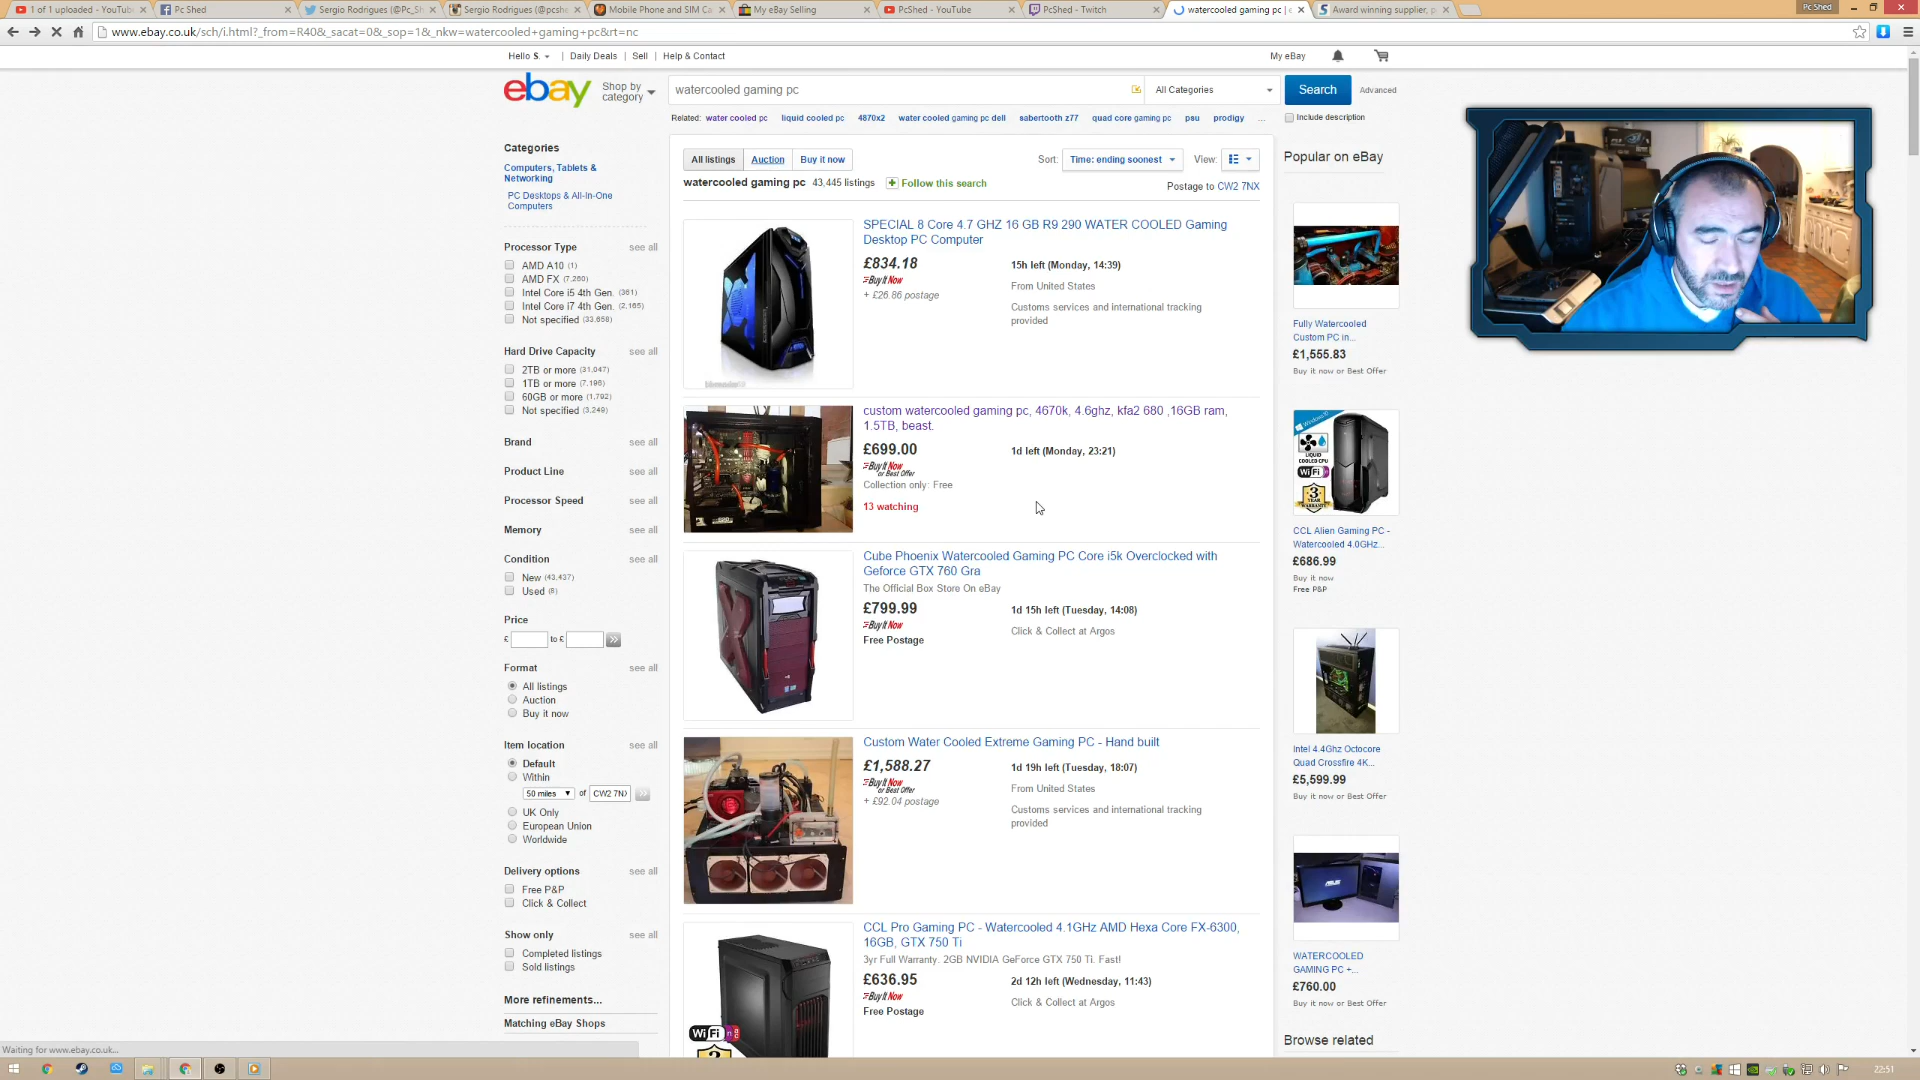 1 of 1 uploaded - YouTub
Pc Shed
Sergio Rodrigues (@Pc_Sh
Sergio Rodrigues (@pcshe
Mobile Phone and SIM Ca
My eBay Selling
PcShed - YouTube
PcShed - Twitch
watercooled gaming pc | e
Award winning supplier, p
Pc Shed
www.ebay.co.uk/sch/i.html?_from=R40&_sacat=0&_sop=1&_nkw=watercooled+gaming+pc&rt=nc
Hello S.
Daily Deals
Sell
Help & Contact
My eBay
ebay
Shop by category
watercooled gaming pc
All Categories
Search
Advanced
Related: water cooled pc liquid cooled pc 4870x2 water cooled gaming pc dell sabertooth z77 quad core gaming pc psu prodigy ...
Include description
Categories
Computers, Tablets &
Networking
PC Desktops & All-In-One
Computers
Processor Type see all
AMD A10 (1)
AMD FX (7,260)
Intel Core i5 4th Gen. (361)
Intel Core i7 4th Gen. (2,165)
Not specified (33,658)
Hard Drive Capacity see all
2TB or more (31,047)
1TB or more (7,196)
60GB or more (1,792)
Not specified (3,249)
Brand see all
Product Line see all
Processor Speed see all
Memory see all
Condition see all
New (43,437)
Used (8)
Price
£ to £
Format see all
All listings
Auction
Buy it now
Item location see all
Default
Within
50 miles of CW2 7N
UK Only
European Union
Worldwide
Delivery options see all
Free P&P
Click & Collect
Show only see all
Completed listings
Sold listings
More refinements...
Matching eBay Shops
All listings
Auction
Buy it now
Sort: Time: ending soonest
View:
watercooled gaming pc 43,445 listings
Follow this search
Postage to CW2 7NX
SPECIAL 8 Core 4.7 GHZ 16 GB R9 290 WATER COOLED Gaming
Desktop PC Computer
£834.18
15h left (Monday, 14:39)
Buy It Now
From United States
+ £26.86 postage
Customs services and international tracking
provided
custom watercooled gaming pc, 4670k, 4.6ghz, kfa2 680 ,16GB ram,
1.5TB, beast.
£699.00
1d left (Monday, 23:21)
Buy It Now
or Best Offer
Collection only: Free
13 watching
Cube Phoenix Watercooled Gaming PC Core i5k Overclocked with
Geforce GTX 760 Gra
The Official Box Store On eBay
£799.99
1d 15h left (Tuesday, 14:08)
Buy It Now
Click & Collect at Argos
Free Postage
Custom Water Cooled Extreme Gaming PC - Hand built
£1,588.27
1d 19h left (Tuesday, 18:07)
Buy It Now
or Best Offer
From United States
+ £92.04 postage
Customs services and international tracking
provided
CCL Pro Gaming PC - Watercooled 4.1GHz AMD Hexa Core FX-6300,
16GB, GTX 750 Ti
3yr Full Warranty. 2GB NVIDIA GeForce GTX 750 Ti. Fast!
£636.95
2d 12h left (Wednesday, 11:43)
Buy It Now
Click & Collect at Argos
Free Postage
WiFi
Popular on eBay
Fully Watercooled
Custom PC in...
£1,555.83
Buy it now or Best Offer
LIQUID
COOLED CPU
WiFi
3
YEAR
WARRANTY
CCL Alien Gaming PC -
Watercooled 4.0GHz...
£686.99
Buy it now
Free P&P
Intel 4.4Ghz Octocore
Quad Crossfire 4K...
£5,599.99
Buy it now or Best Offer
ASUS
WATERCOOLED
GAMING PC +...
£760.00
Buy it now or Best Offer
Browse related
Waiting for www.ebay.co.uk...
22:51